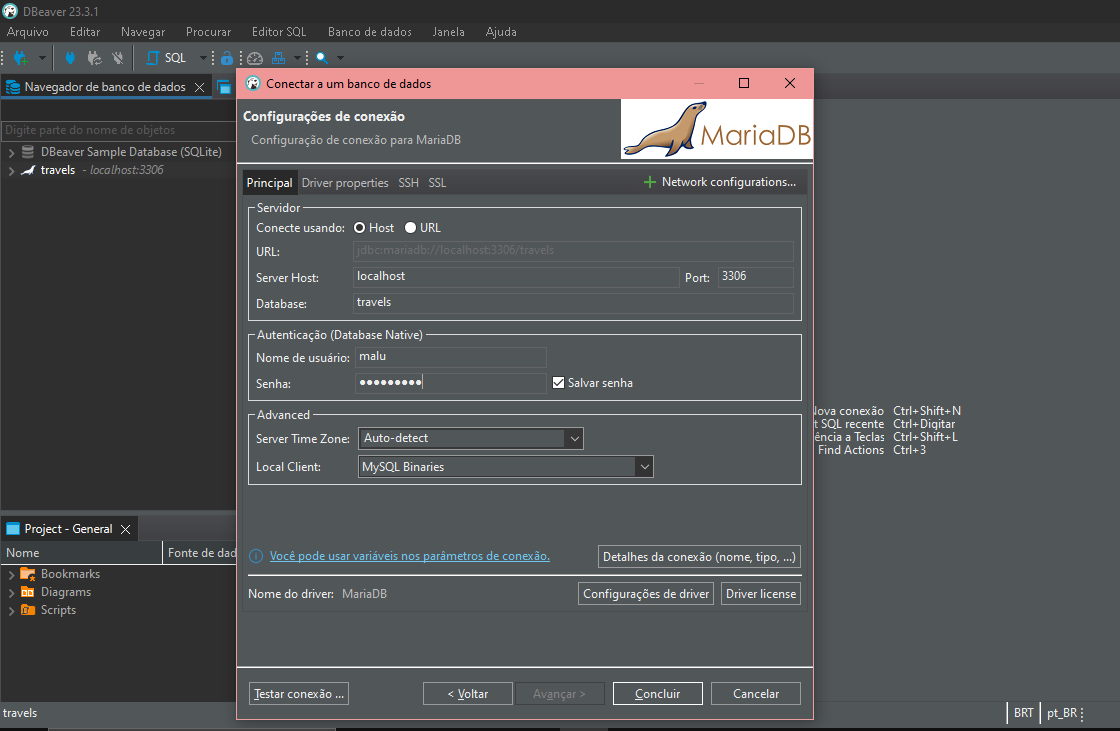 DBeaver 23.3.1
Arquivo Editar Navegar Procurar Editor SQL Banco de dados Janela Ajuda
SQL
Navegador de banco de dados
Digite parte do nome de objetos
DBeaver Sample Database (SQLite)
travels - localhost:3306
Conectar a um banco de dados
Configurações de conexão
Configuração de conexão para MariaDB
MariaDB
Principal Driver properties SSH SSL Network configurations...
Servidor
Conecte usando: Host URL
URL: jdbc:mariadb://localhost:3306/travels
Server Host: localhost Port: 3306
Database: travels
Autenticação (Database Native)
Nome de usuário: malu
Senha: ●●●●●●●●● Salvar senha
Advanced
Server Time Zone: Auto-detect
Local Client: MySQL Binaries
Você pode usar variáveis nos parâmetros de conexão. Detalhes da conexão (nome, tipo, ...)
Nome do driver: MariaDB Configurações de driver Driver license
Testar conexão ... < Voltar Avançar > Concluir Cancelar
conexão Ctrl+Shift+N
SQL recente Ctrl+Digitar
a Teclas Ctrl+Shift+L
Find Actions Ctrl+3
Project - General
Nome Fonte de dad
Bookmarks
Diagrams
Scripts
travels BRT pt_BR